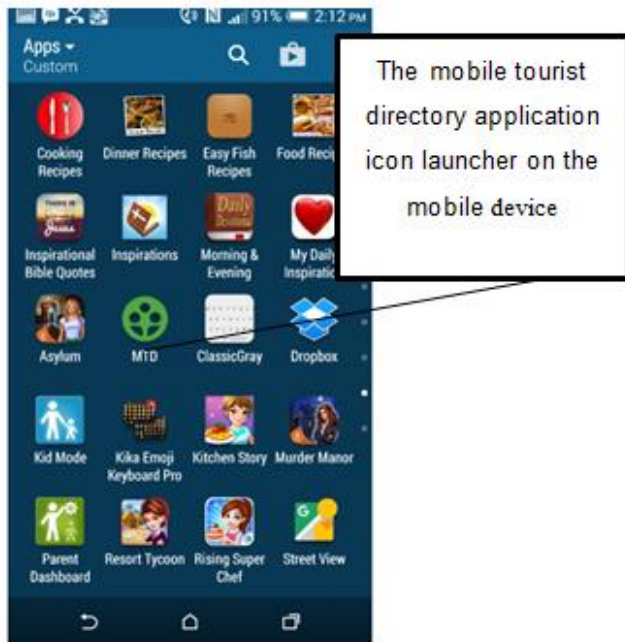 91% 2:12 PM
Apps
Custom
The mobile tourist
directory application
icon launcher on the
mobile device
Cooking
Recipes
Dinner Recipes
Easy Fish
Recipes
Food Recip
Inspirational
Bible Quotes
Inspirations
Daily
Morning &
Evening
My Daily
Inspiratio
Asylum
MTD
ClassicGray
Dropbox
Kid Mode
Kika Emoji
Keyboard Pro
Kitchen Story
Murder Manor
Parent
Dashboard
Resort Tycoon
Rising Super
Chef
Street View